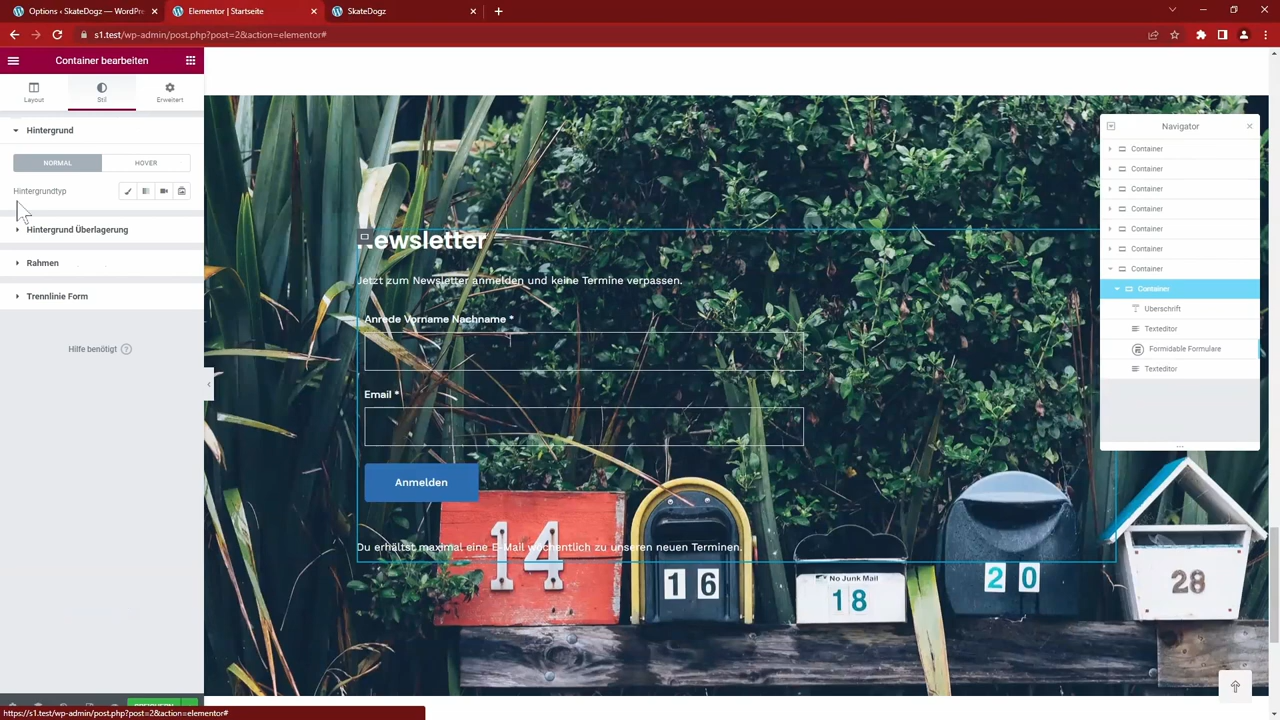 Options ‹ SkateDogz — WordPre
Elementor | Startseite
SkateDogz
s1.test/wp-admin/post.php?post=2&action=elementor#
Container bearbeiten
Layout
Stil
Erweitert
Hintergrund
NORMAL
HOVER
Hintergrundtyp
Hintergrund Überlagerung
Rahmen
Trennlinie Form
Hilfe benötigt
Newsletter
Jetzt zum Newsletter anmelden und keine Termine verpassen.
Anrede Vorname Nachname *
Email *
Anmelden
Du erhältst maximal eine E-Mail wöchentlich zu unseren neuen Terminen.
14
16
No Junk Mail
18
20
28
Navigator
Container
Container
Container
Container
Container
Container
Container
Container
Überschrift
Texteditor
Formidable Formulare
Texteditor
https://s1.test/wp-admin/post.php?post=2&action=elementor#